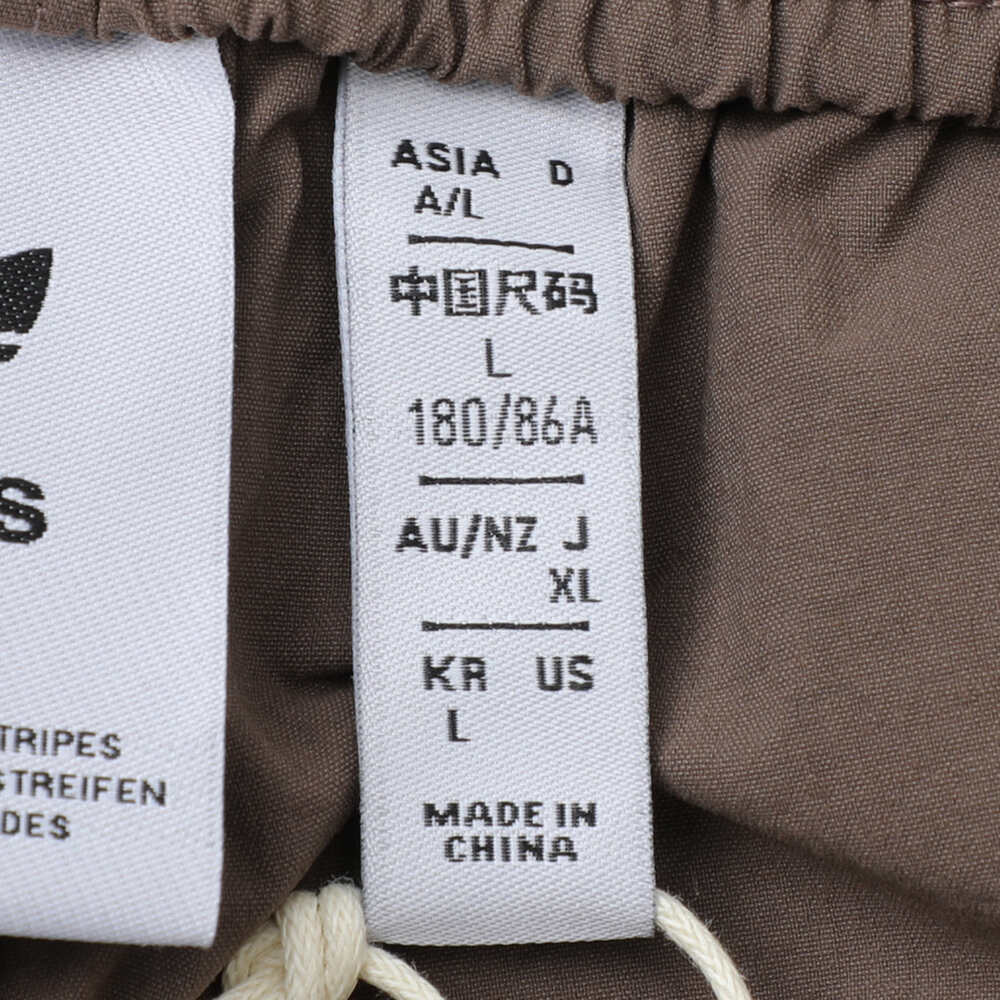 S
TRIPES
STREIFEN
DES
ASIA D
A/L
中国尺码
L
180/86A
AU/NZ J
XL
KR US
L
MADE IN
CHINA